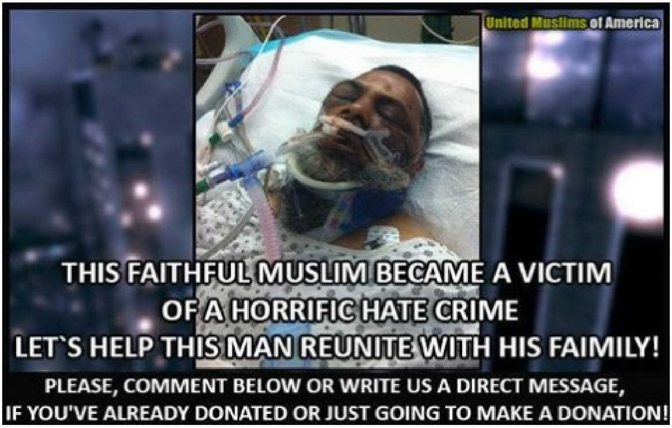 United Muslims of America
THIS FAITHFUL MUSLIM BECAME A VICTIM
OF A HORRIFIC HATE CRIME
LET`S HELP THIS MAN REUNITE WITH HIS FAIMILY!
PLEASE, COMMENT BELOW OR WRITE US A DIRECT MESSAGE,
IF YOU'VE ALREADY DONATED OR JUST GOING TO MAKE A DONATION!